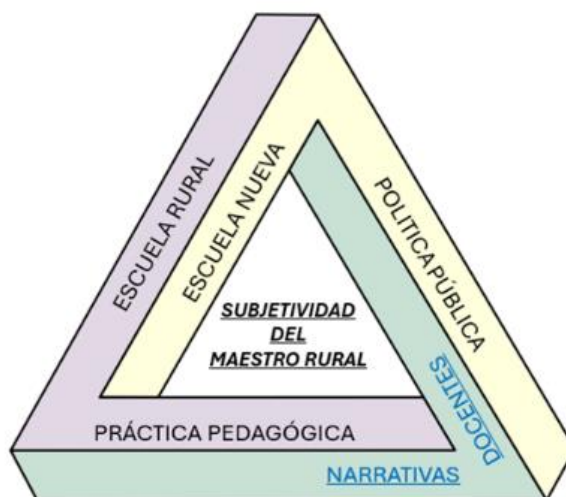 ESCUELA RURAL
ESCUELA NUEVA
POLITICA PÚBLICA
SUBJETIVIDAD
DEL
MAESTRO RURAL
DOCENTES
PRÁCTICA PEDAGÓGICA
NARRATIVAS